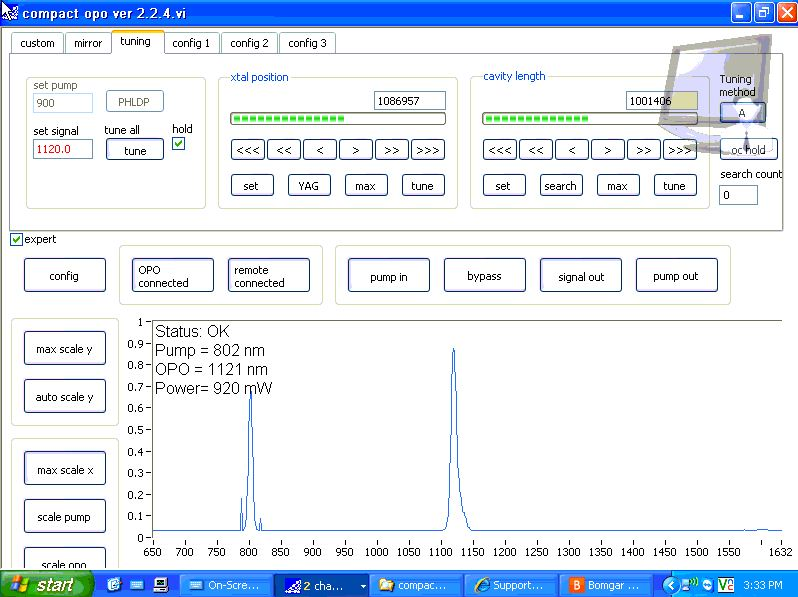 compact opo ver 2.2.4.vi
custom mirror tuning config 1 config 2 config 3
set pump
900
PHLDP
set signal
1120.0
tune all
tune
hold
xtal position
1086957
<<< << < > >> >>>
set YAG max tune
cavity length
1001406
<<< << < > >> >>>
set search max tune
Tuning
method
A
oc hold
search count
0
expert
config
OPO
connected
remote
connected
pump in
bypass
signal out
pump out
max scale y
auto scale y
max scale x
scale pump
scale opo
Status: OK
Pump = 802 nm
OPO = 1121 nm
Power= 920 mW
1
0.9
0.8
0.7
0.6
0.5
0.4
0.3
0.2
0.1
0
650 700 750 800 850 900 950 1000 1050 1100 1150 1200 1250 1300 1350 1400 1450 1500 1550 1632
start
On-Scre...
2 cha...
compac...
Support...
Bomgar ...
3:33 PM